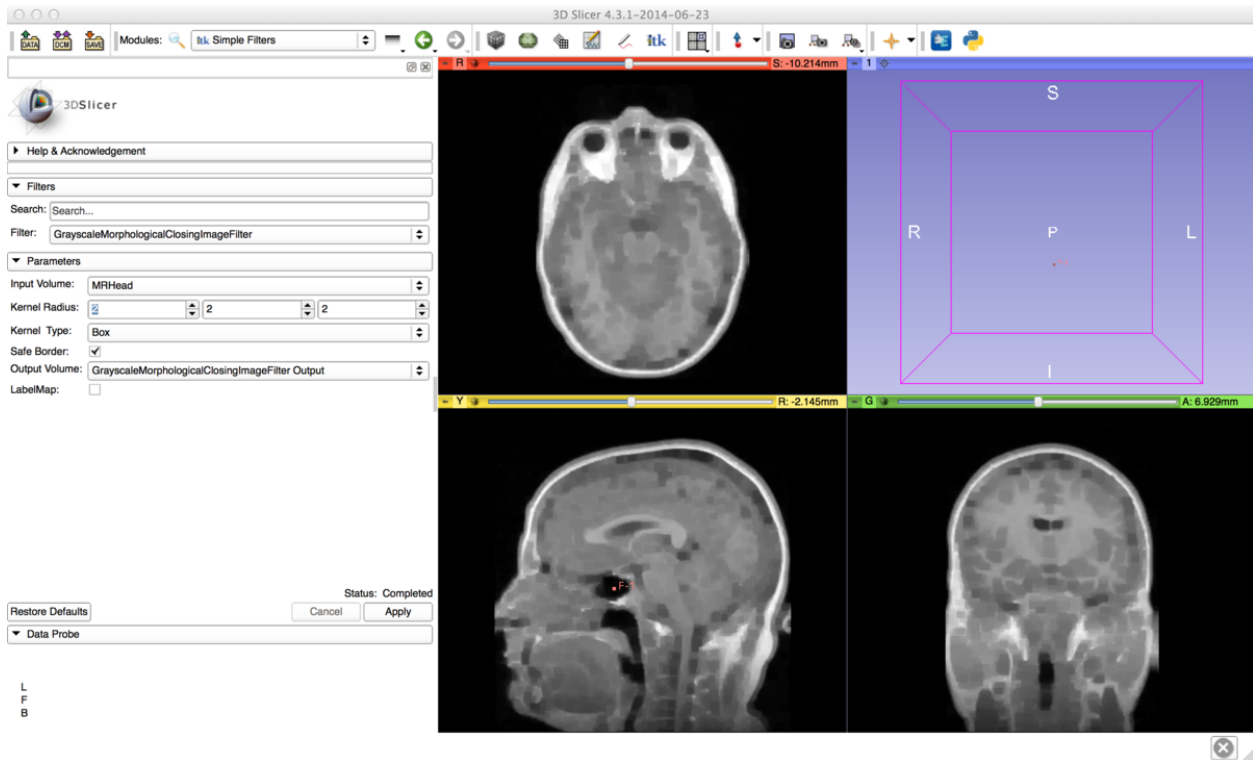 3D Slicer 4.3.1-2014-06-23
DATA DCM SAVE Modules: itk Simple Filters itk
R S: -10.214mm 1
3DSlicer
Help & Acknowledgement
Filters
Search: Search...
Filter: GrayscaleMorphologicalClosingImageFilter
Parameters
Input Volume: MRHead
Kernel Radius: 2 2 2
Kernel Type: Box
Safe Border:
Output Volume: GrayscaleMorphologicalClosingImageFilter Output
LabelMap:
S
R P L
I
Y R: -2.145mm G A: 6.929mm
Status: Completed
Restore Defaults Cancel Apply
Data Probe
L
F
B